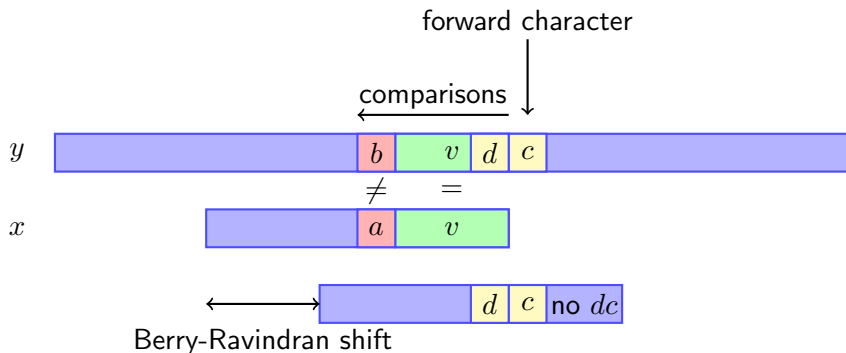 forward character
comparisons
y b v d c
≠ =
x a v
d c no dc
Berry-Ravindran shift